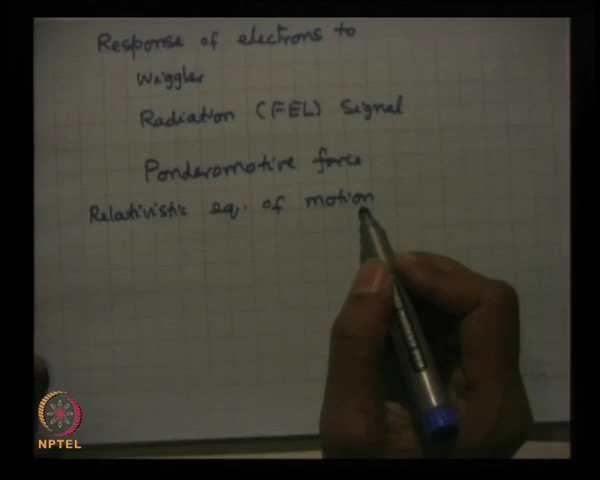 Response of electrons to
Wiggler
Radiation (FEL) Signal
Ponderomotive force
Relativistic eq. of motion
NPTEL